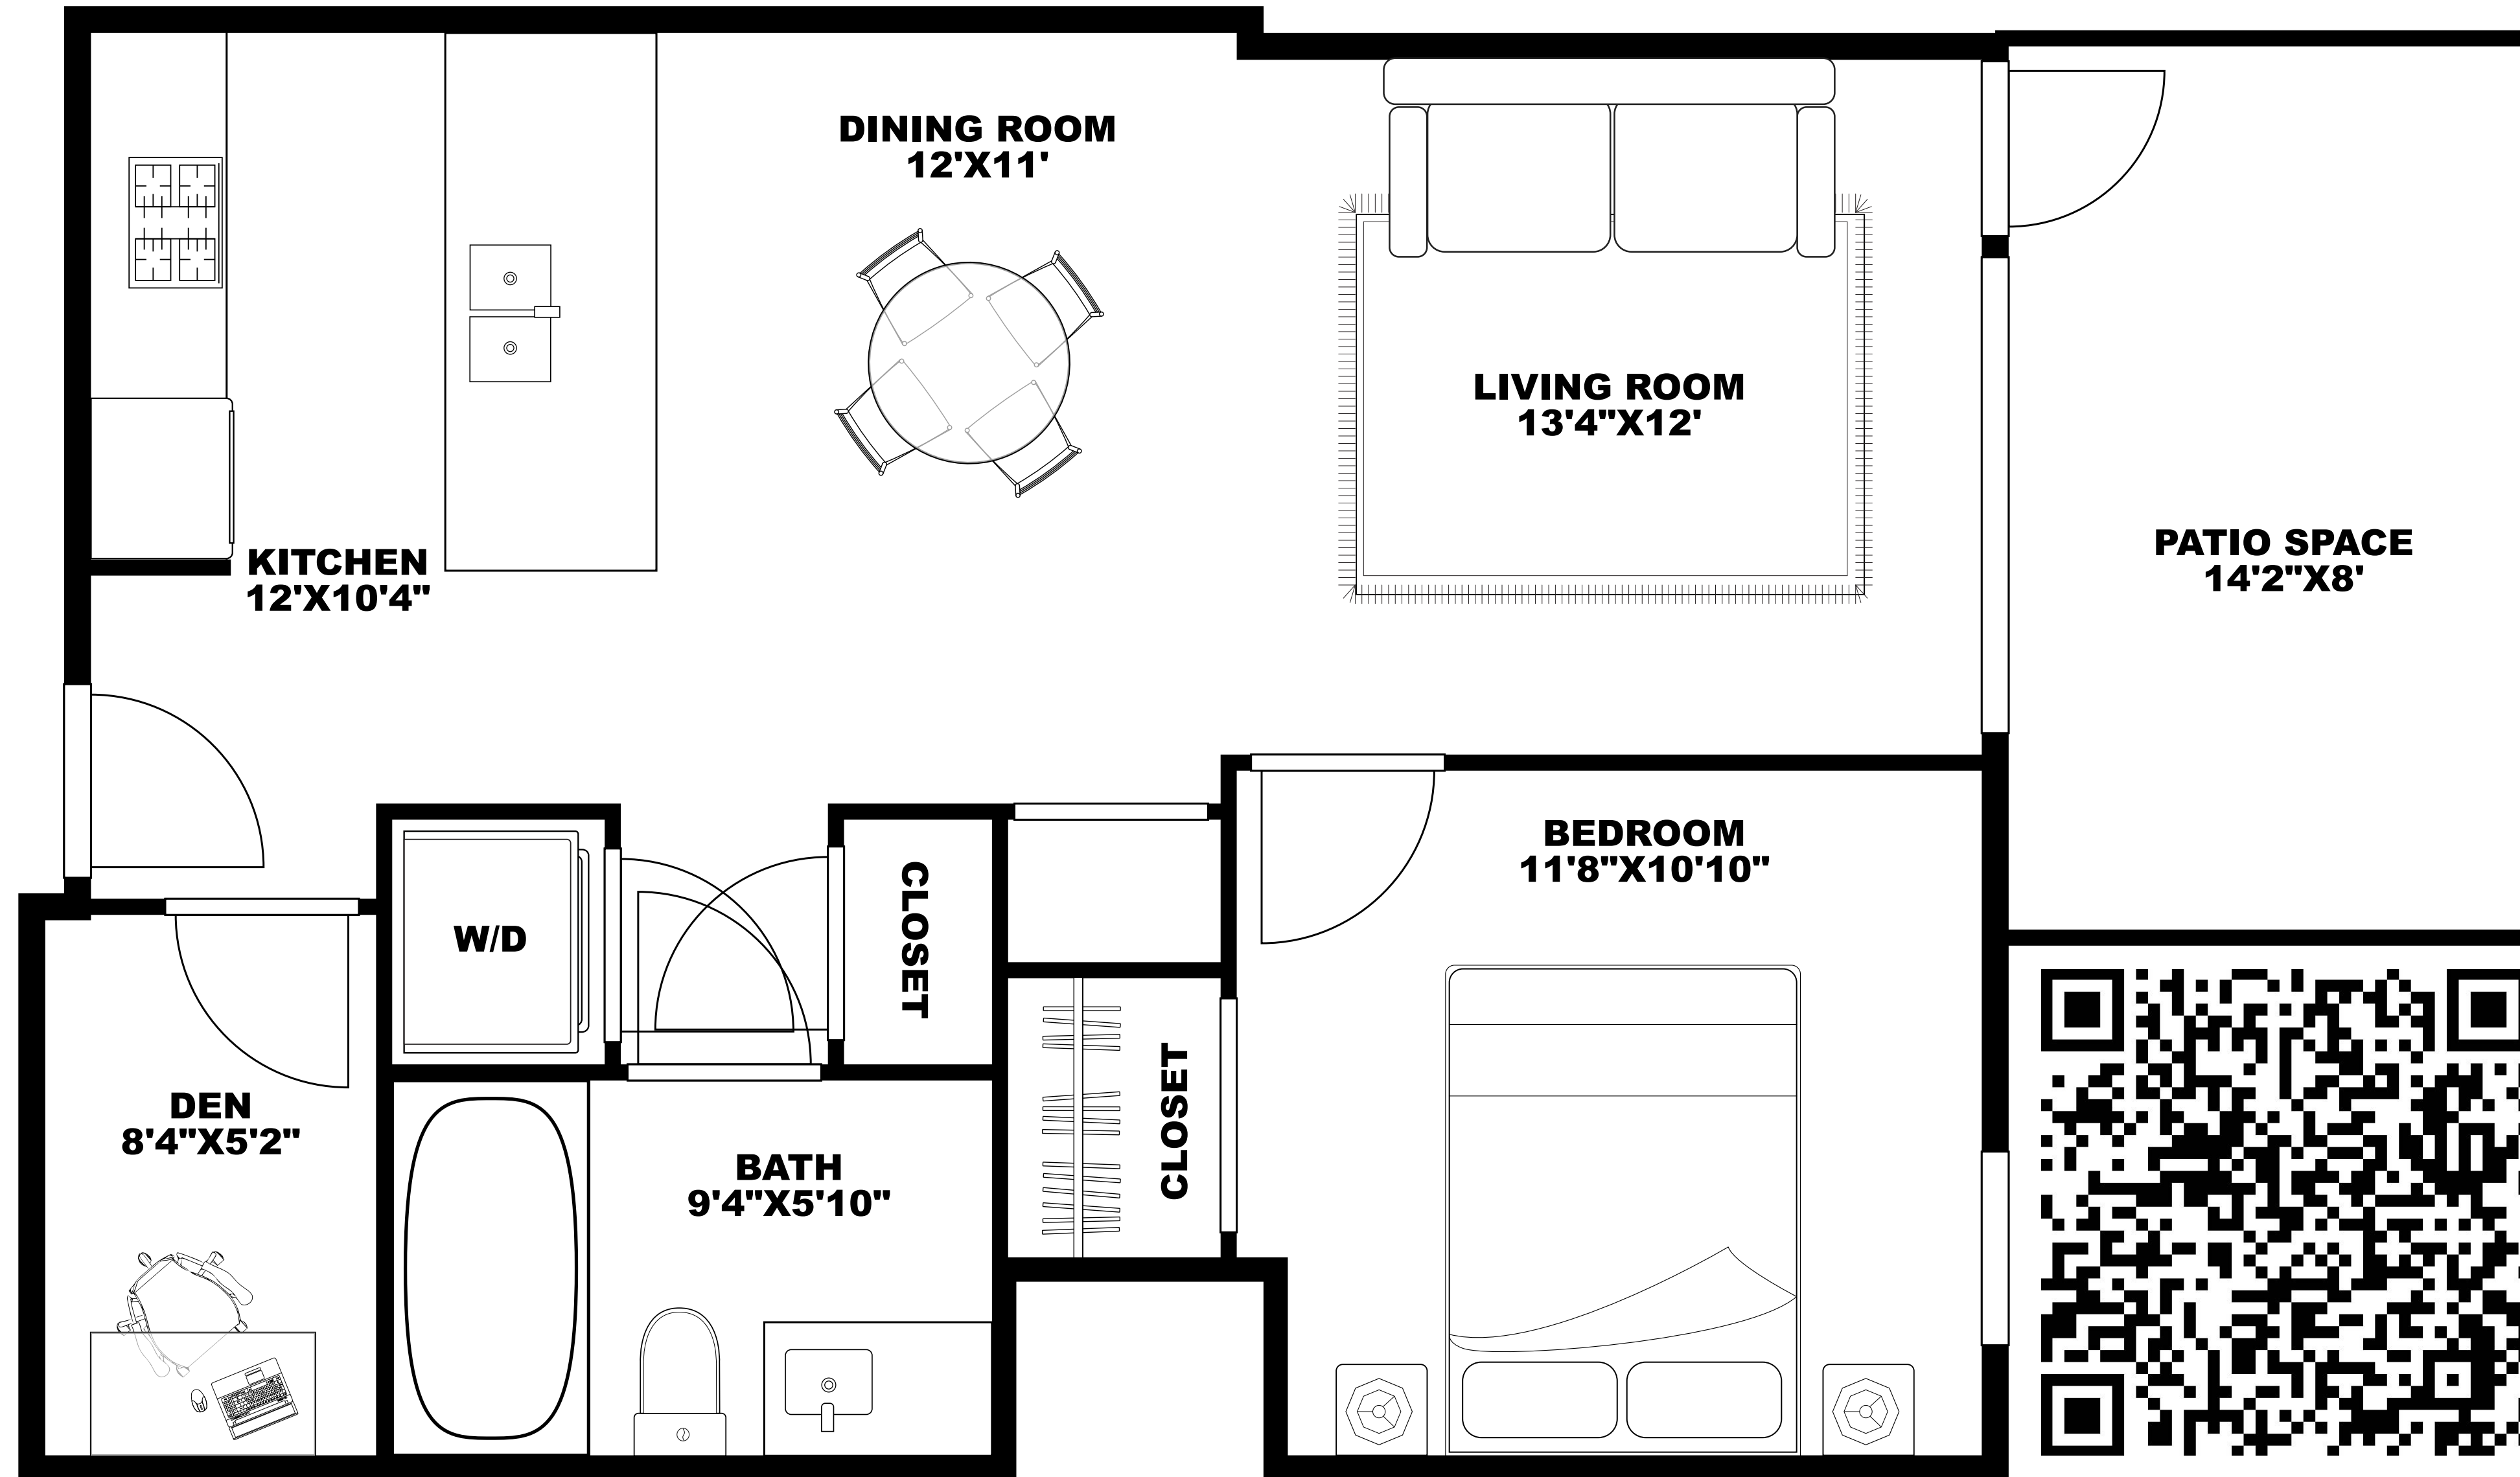 DINING ROOM
12'X11'
LIVING ROOM
13'4"X12'
KITCHEN
12'X10'4"
PATIO SPACE
14'2"X8'
BEDROOM
11'8"X10'10"
W/D
CLOSET
CLOSET
DEN
8'4"X5'2"
BATH
9'4"X5'10"